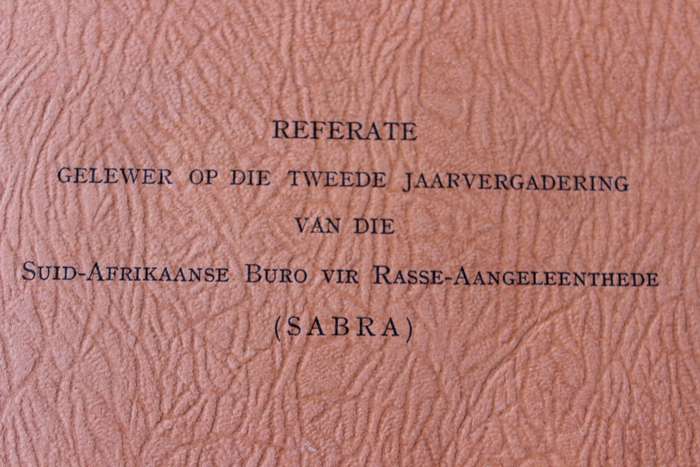 REFERATE
GELEWER OP DIE TWEEDE JAARVERGADERING
VAN DIE
SUID-AFRIKAANSE BURO VIR RASSE-AANGELEENTHEDE
(SABRA)